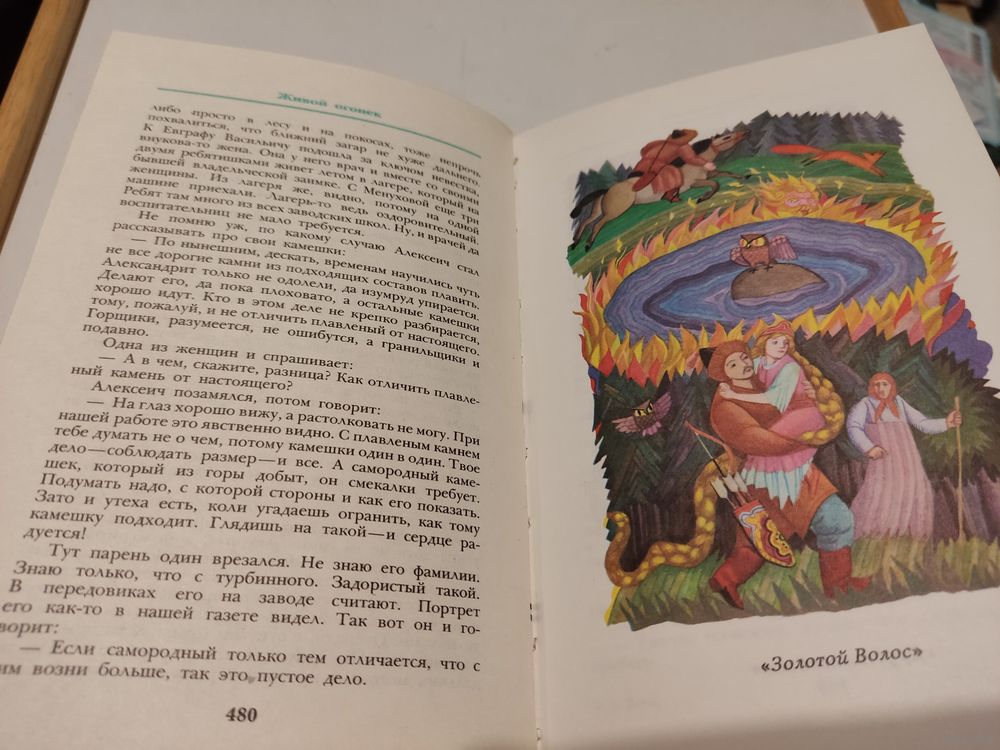 Живой огонек
либо просто в лесу и на покосах, тоже непрочь
похвалиться, что ближний загар не хуже дальнего.
К Евграфу Васильичу подошла за ключом невестка,
внукова-то жена. Она у него врач и вместе со своими
двумя ребятишками живет летом в лагере, который на
бывшей владельческой заимке. С Менуховой еще три
женщины. Из лагеря же, видно, потому на одной
машине приехали. Лагерь-то ведь оздоровительный.
Ребят там много из всех заводских школ. Ну, и врачей да
воспитательниц не мало требуется.
Не помню уж, по какому случаю Алексеич стал
рассказывать про свои камешки:
— По нынешним, дескать, временам научились чуть
не все дорогие камни из подходящих составов плавить.
Александрит только не одолели, да изумруд упирается.
Делают его, да пока плоховато, а остальные камешки
хорошо идут. Кто в этом деле не крепко разбирается,
тому, пожалуй, и не отличить плавленый от настоящего.
Горщики, разумеется, не ошибутся, а гранильщики и
подавно.
Одна из женщин и спрашивает:
— А в чем, скажите, разница? Как отличить плавле-
ный камень от настоящего?
Алексеич позамялся, потом говорит:
— На глаз хорошо вижу, а растолковать не могу. При
нашей работе это явственно видно. С плавленым камнем
тебе думать не о чем, потому камешки один в один. Твое
дело—соблюдать размер—и все. А самородный каме-
шек, который из горы добыт, он смекалки требует.
Подумать надо, с которой стороны и как его показать.
Зато и утеха есть, коли угадаешь огранить, как тому
камешку подходит. Глядишь на такой—и сердце ра-
дуется!
Тут парень один врезался. Не знаю его фамилии.
Знаю только, что с турбинного. Задористый такой.
В передовиках его на заводе считают. Портрет
его как-то в нашей газете видел. Так вот он и го-
ворит:
— Если самородный только тем отличается, что с
им возни больше, так это пустое дело.
480
«Золотой Волос»